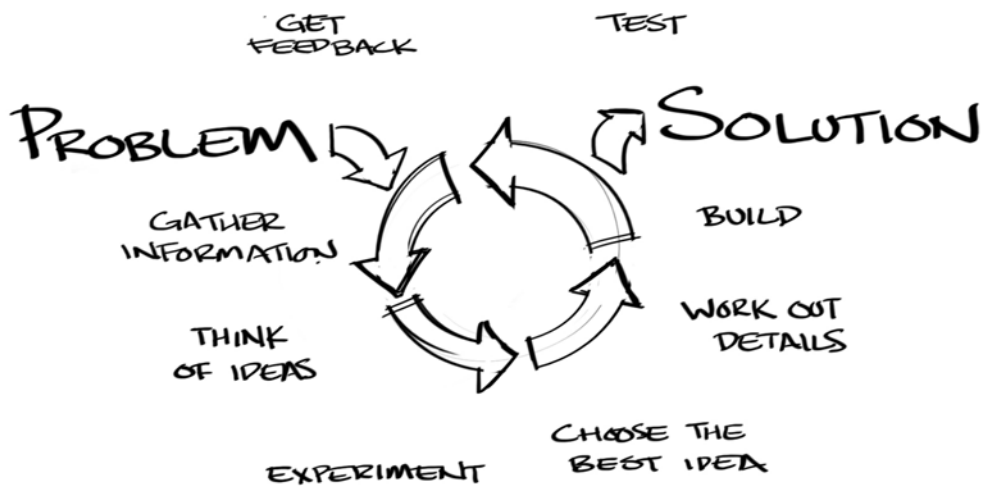 GET
FEEDBACK
TEST
PROBLEM
SOLUTION
GATHER
INFORMATION
BUILD
THINK
OF IDEAS
WORK OUT
DETAILS
EXPERIMENT
CHOOSE THE
BEST IDEA